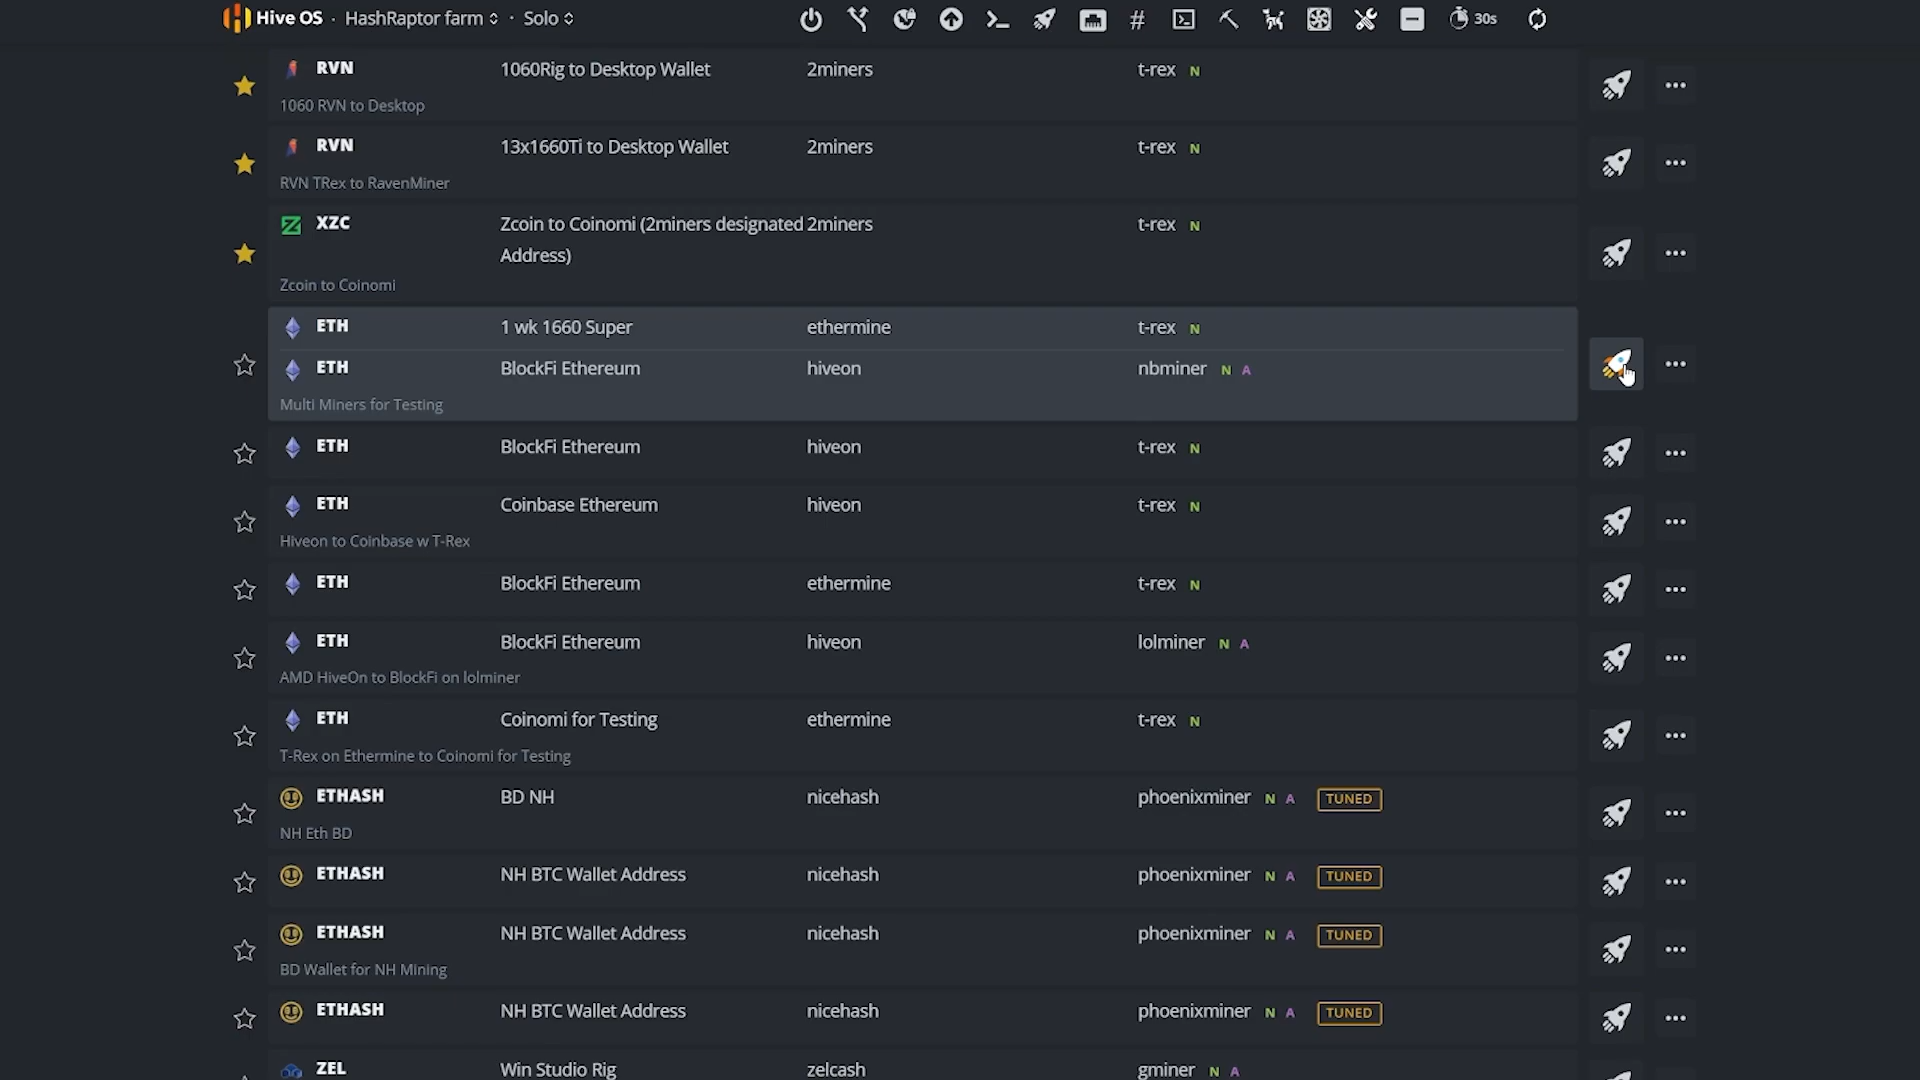 Hive OS · HashRaptor farm · Solo
30s
RVN 1060Rig to Desktop Wallet 2miners t-rex N
1060 RVN to Desktop
RVN 13x1660Ti to Desktop Wallet 2miners t-rex N
RVN TRex to RavenMiner
XZC Zcoin to Coinomi (2miners designated 2miners t-rex N
Address)
Zcoin to Coinomi
ETH 1 wk 1660 Super ethermine t-rex N
ETH BlockFi Ethereum hiveon nbminer N A
Multi Miners for Testing
ETH BlockFi Ethereum hiveon t-rex N
ETH Coinbase Ethereum hiveon t-rex N
Hiveon to Coinbase w T-Rex
ETH BlockFi Ethereum ethermine t-rex N
ETH BlockFi Ethereum hiveon lolminer N A
AMD HiveOn to BlockFi on lolminer
ETH Coinomi for Testing ethermine t-rex N
T-Rex on Ethermine to Coinomi for Testing
ETHASH BD NH nicehash phoenixminer N A TUNED
NH Eth BD
ETHASH NH BTC Wallet Address nicehash phoenixminer N A TUNED
ETHASH NH BTC Wallet Address nicehash phoenixminer N A TUNED
BD Wallet for NH Mining
ETHASH NH BTC Wallet Address nicehash phoenixminer N A TUNED
ZEL Win Studio Rig zelcash gminer N A